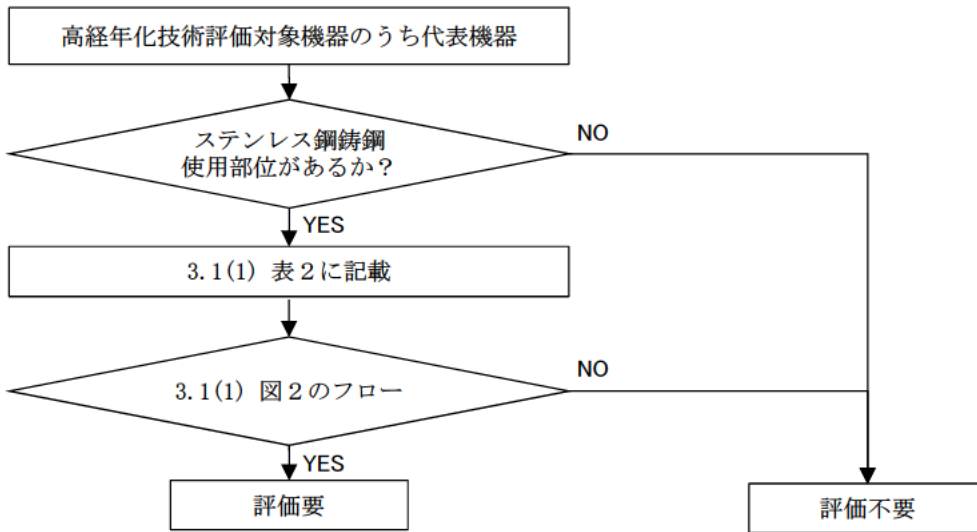 高経年化技術評価対象機器のうち代表機器
ステンレス鋼鋳鋼
使用部位があるか？
NO
YES
3.1(1) 表２に記載
3.1(1) 図２のフロー
NO
YES
評価要
評価不要